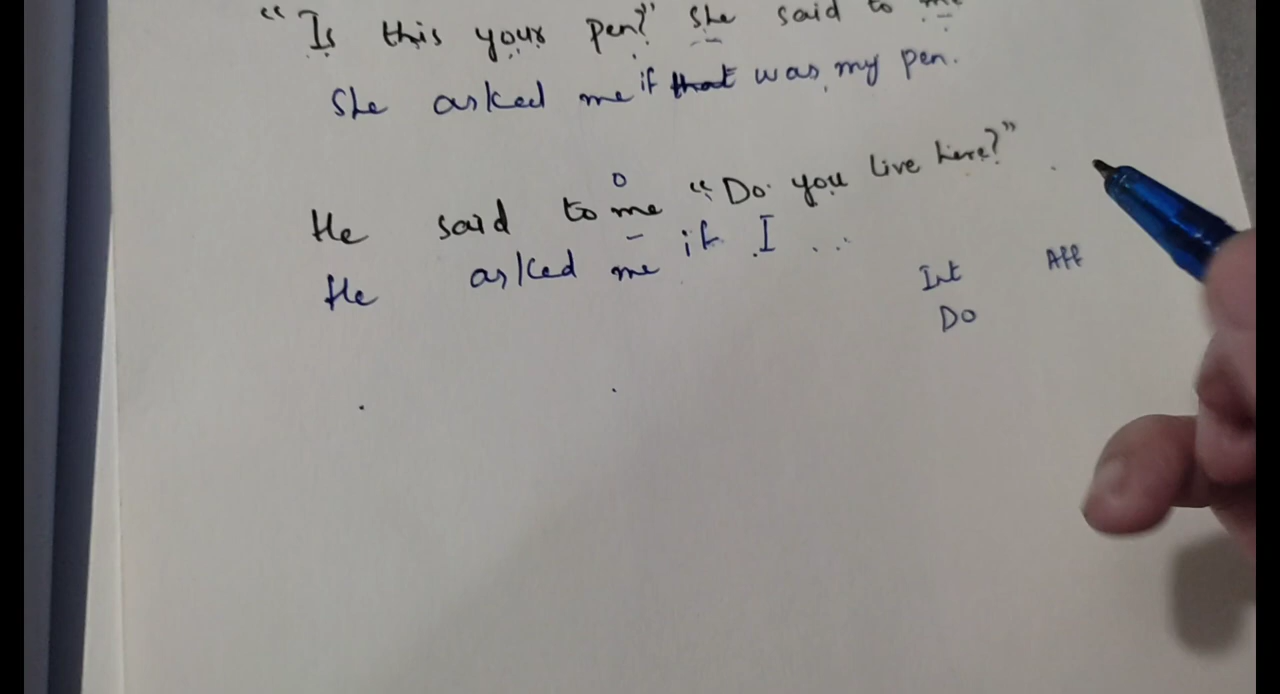 “Is this your pen?” she said to me
She asked me if that was my pen.
He said to me “Do you live here?”
O
He asked me if I ...
Int Aff
Do